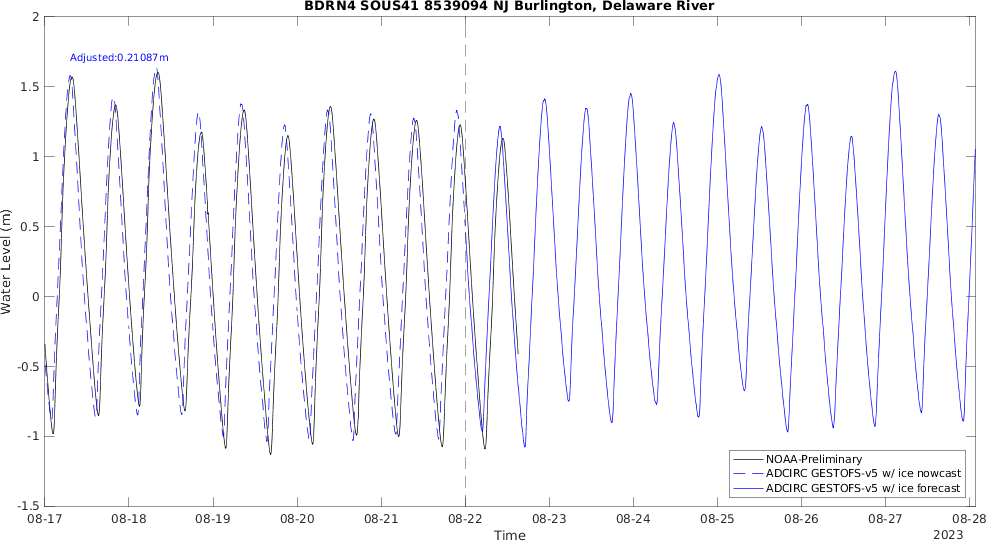 BDRN4 SOUS41 8539094 NJ Burlington, Delaware River
2
1.5
1
0.5
0
-0.5
-1
-1.5
Water Level (m)
Adjusted:0.21087m
NOAA-Preliminary
ADCIRC GESTOFS-v5 w/ ice nowcast
ADCIRC GESTOFS-v5 w/ ice forecast
08-17 08-18 08-19 08-20 08-21 08-22 08-23 08-24 08-25 08-26 08-27 08-28
Time
2023